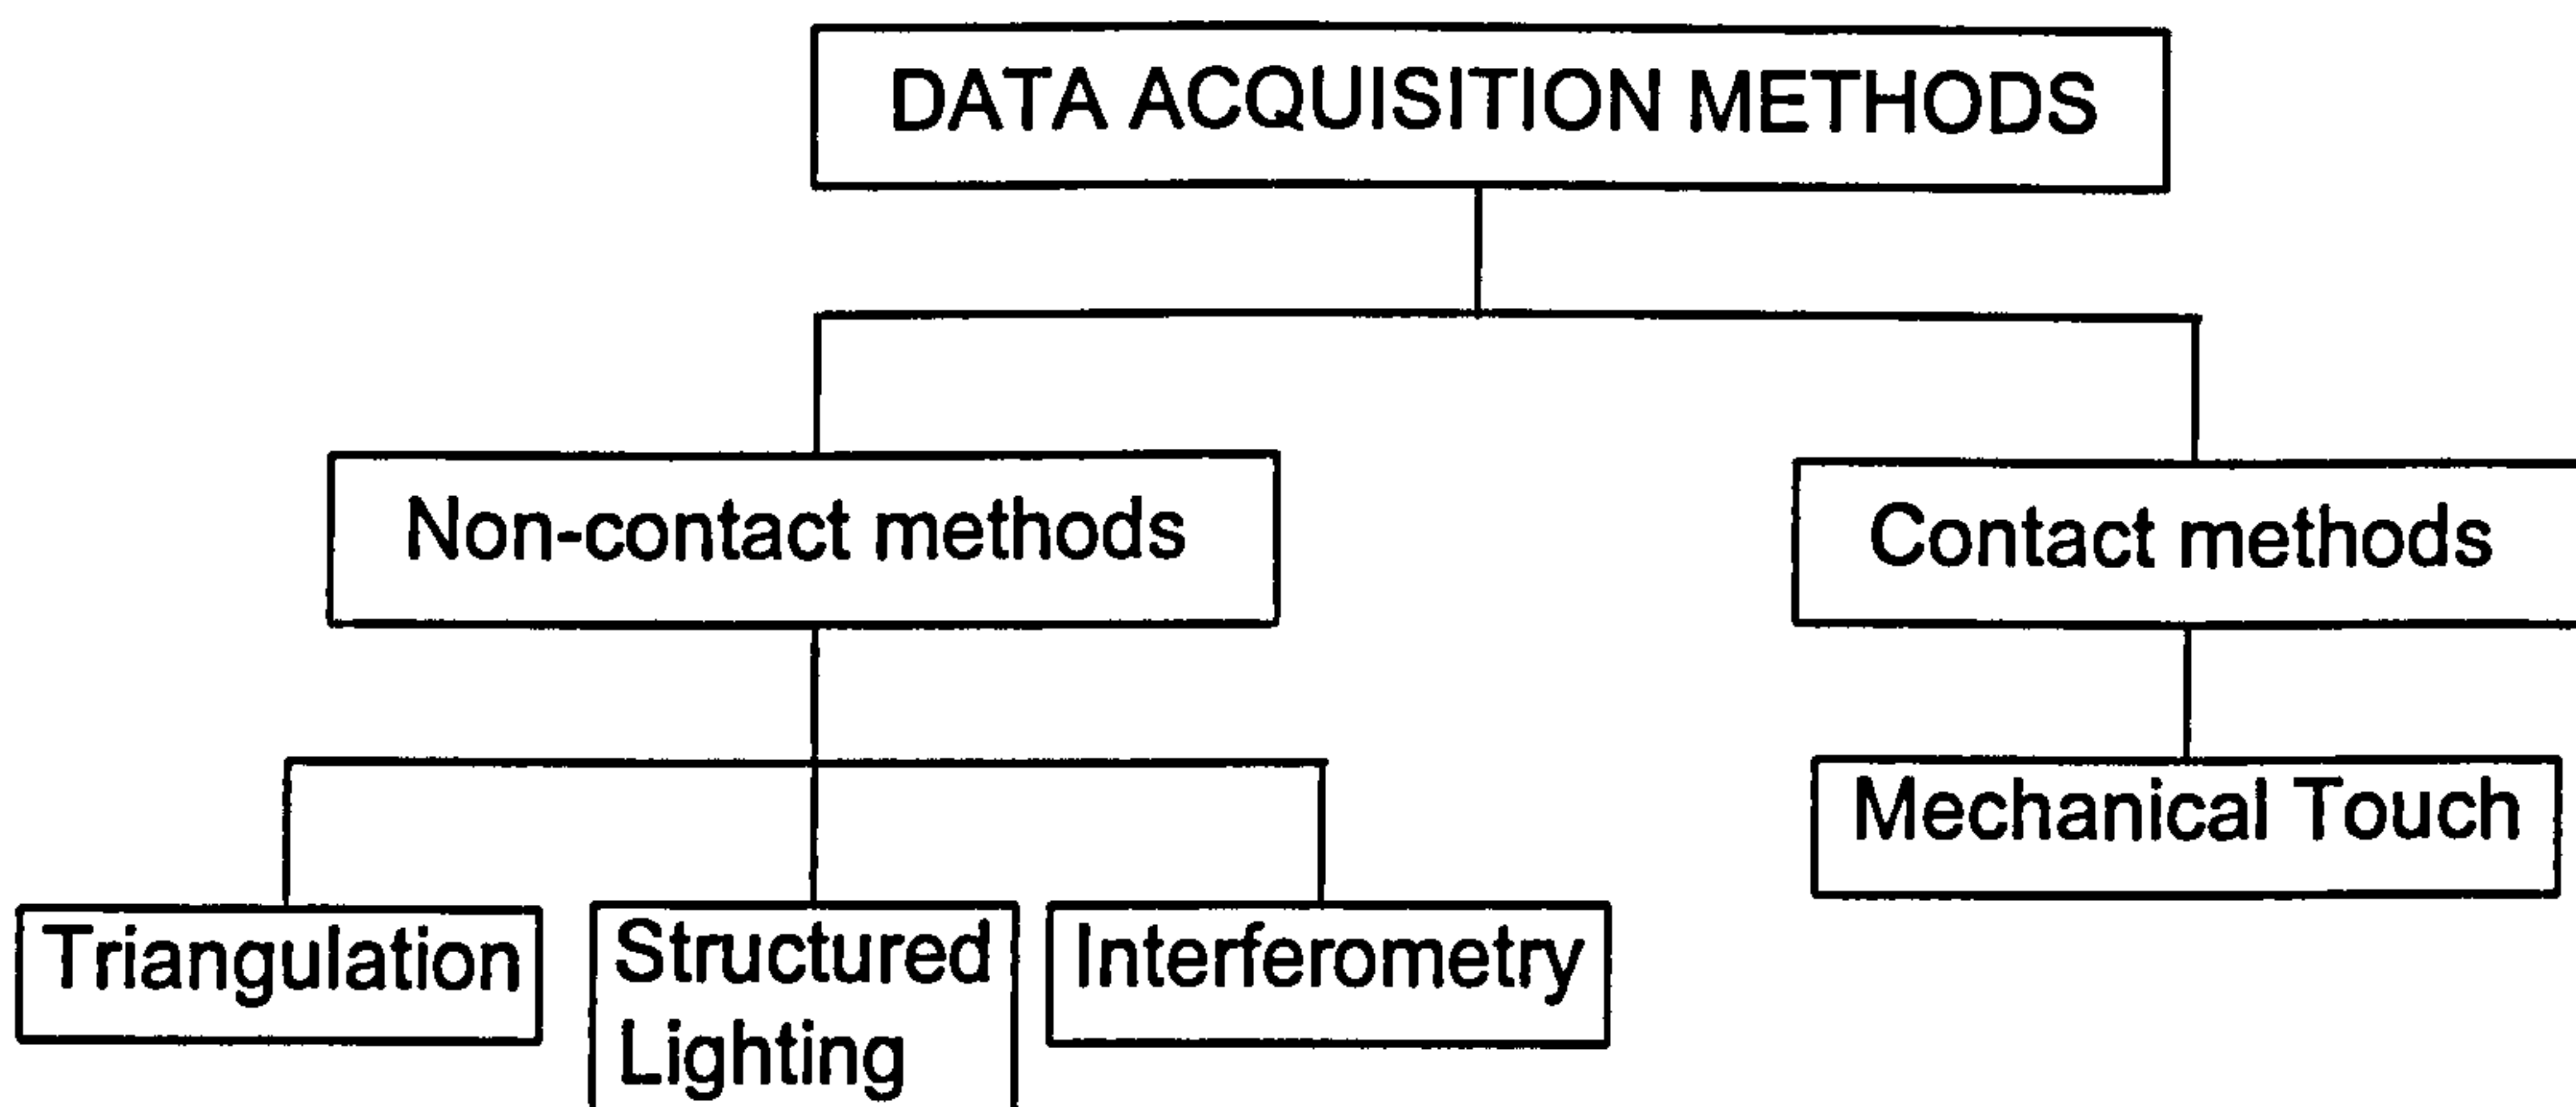 DATA ACQUISITION METHODS
Non-contact methods
Contact methods
Mechanical Touch
Triangulation
Structured
Lighting
Interferometry